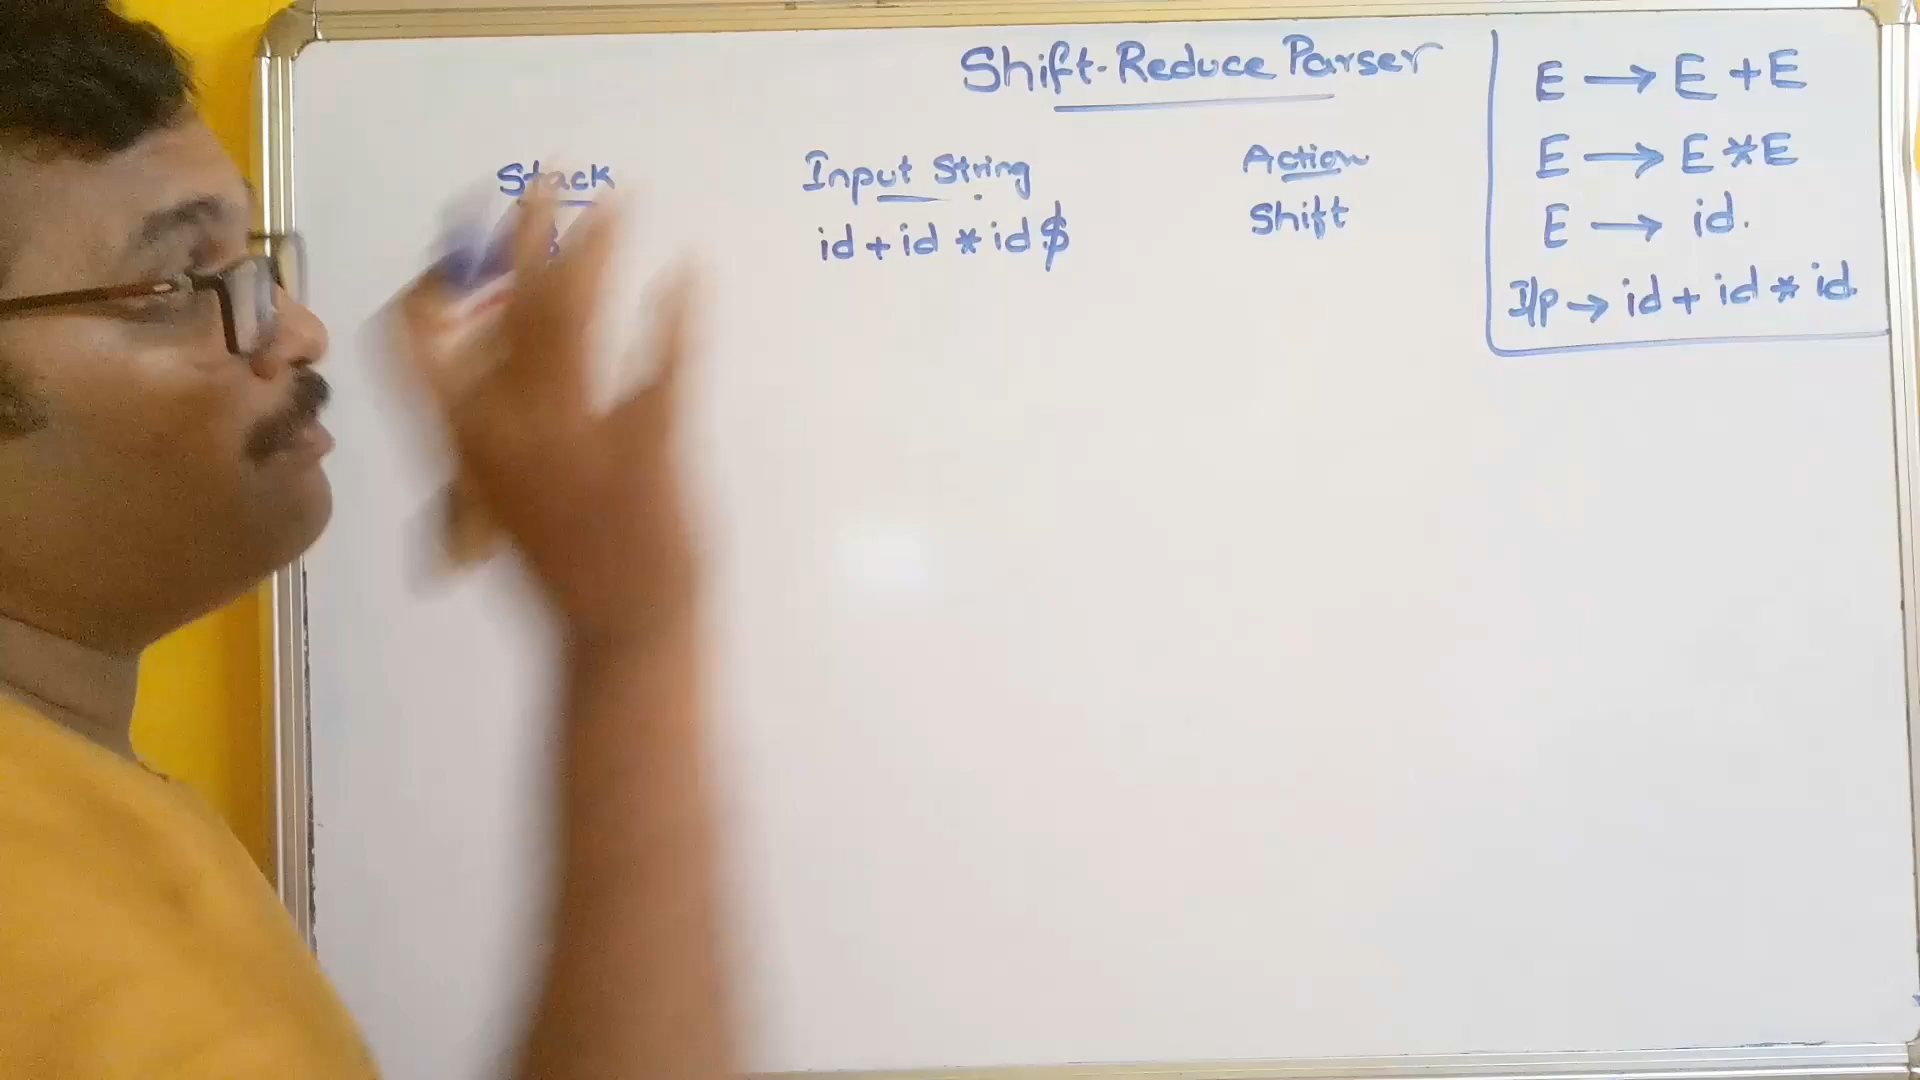 Shift-Reduce Parser
Stack Input String Action
$ id + id * id $ Shift
E → E + E
E → E * E
E → id.
I/p → id + id * id